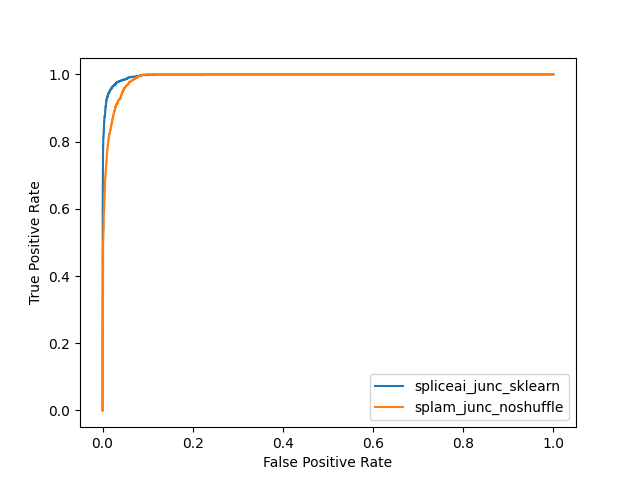 1.0
0.8
0.6
0.4
0.2
0.0
True Positive Rate
0.0 0.2 0.4 0.6 0.8 1.0
False Positive Rate
spliceai_junc_sklearn
splam_junc_noshuffle